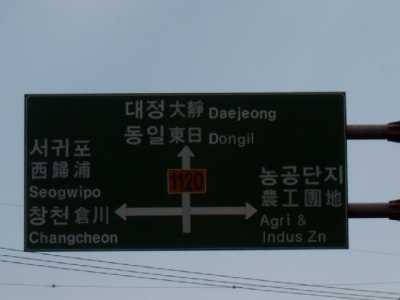 대정 大靜 Daejeong
동일 東日 Dongil
서귀포
西歸浦
Seogwipo
창천 倉川
Changcheon
1120
농공단지
農工團地
Agri &
Indus Zn